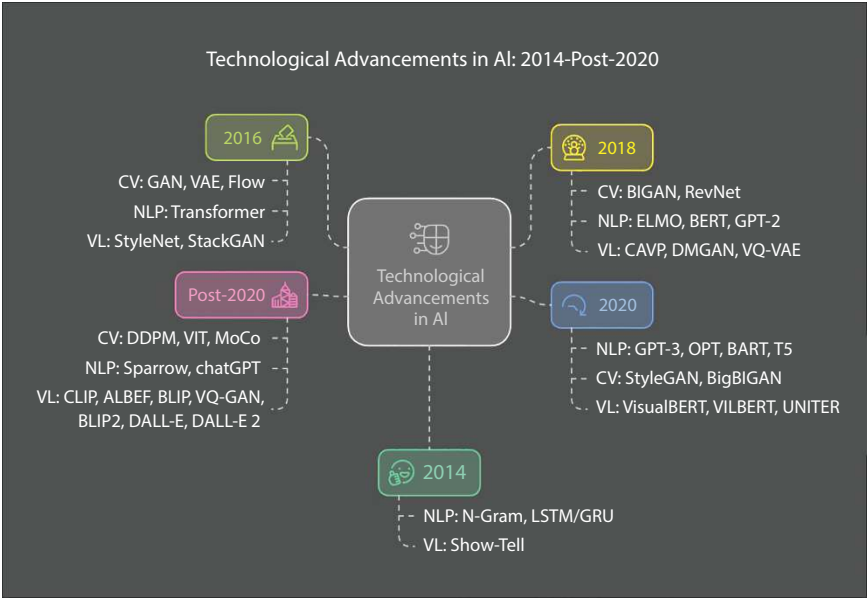 Technological Advancements in AI: 2014-Post-2020
2016
CV: GAN, VAE, Flow
NLP: Transformer
VL: StyleNet, StackGAN
2018
CV: BIGAN, RevNet
NLP: ELMO, BERT, GPT-2
VL: CAVP, DMGAN, VQ-VAE
Technological
Advancements
in AI
Post-2020
CV: DDPM, VIT, MoCo
NLP: Sparrow, chatGPT
VL: CLIP, ALBEF, BLIP, VQ-GAN,
BLIP2, DALL-E, DALL-E 2
2020
NLP: GPT-3, OPT, BART, T5
CV: StyleGAN, BigBIGAN
VL: VisualBERT, VILBERT, UNITER
2014
NLP: N-Gram, LSTM/GRU
VL: Show-Tell